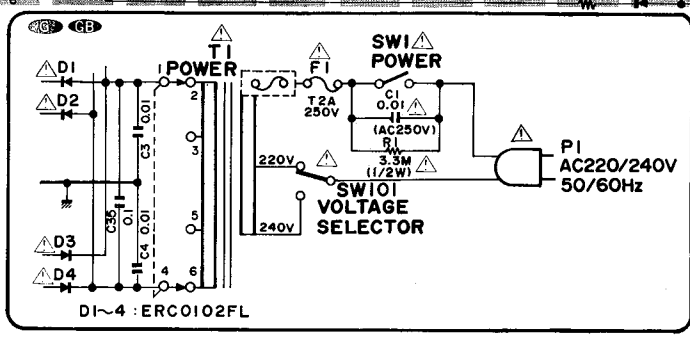 G GB
D1
D2
T1
POWER
F1
T2A
250V
SW1
POWER
C1
0.01
(AC250V)
R1
3.3M
(1/2W)
P1
AC220/240V
50/60Hz
220V
SW101
VOLTAGE
SELECTOR
240V
1
2
3
5
4
6
0.01
C3
C35
0.1
0.01
C4
D3
D4
D1~4 : ERC0102FL